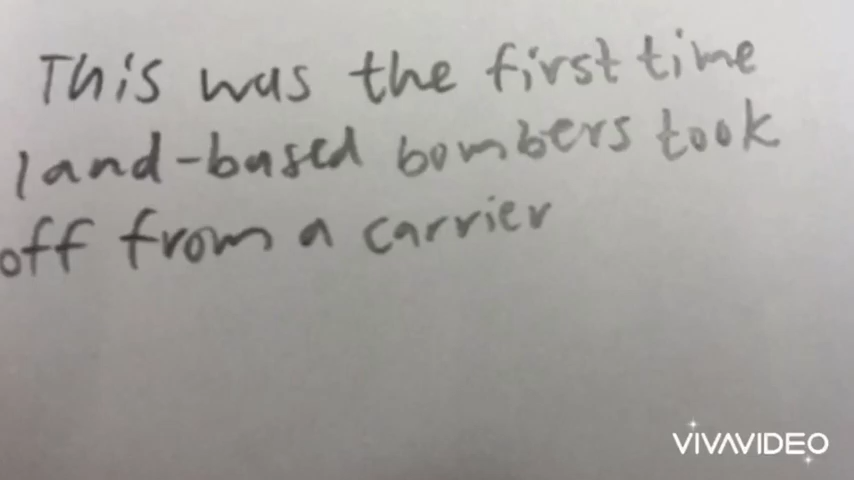 This was the first time
land-based bombers took
off from a carrier
VIVAVIDEO